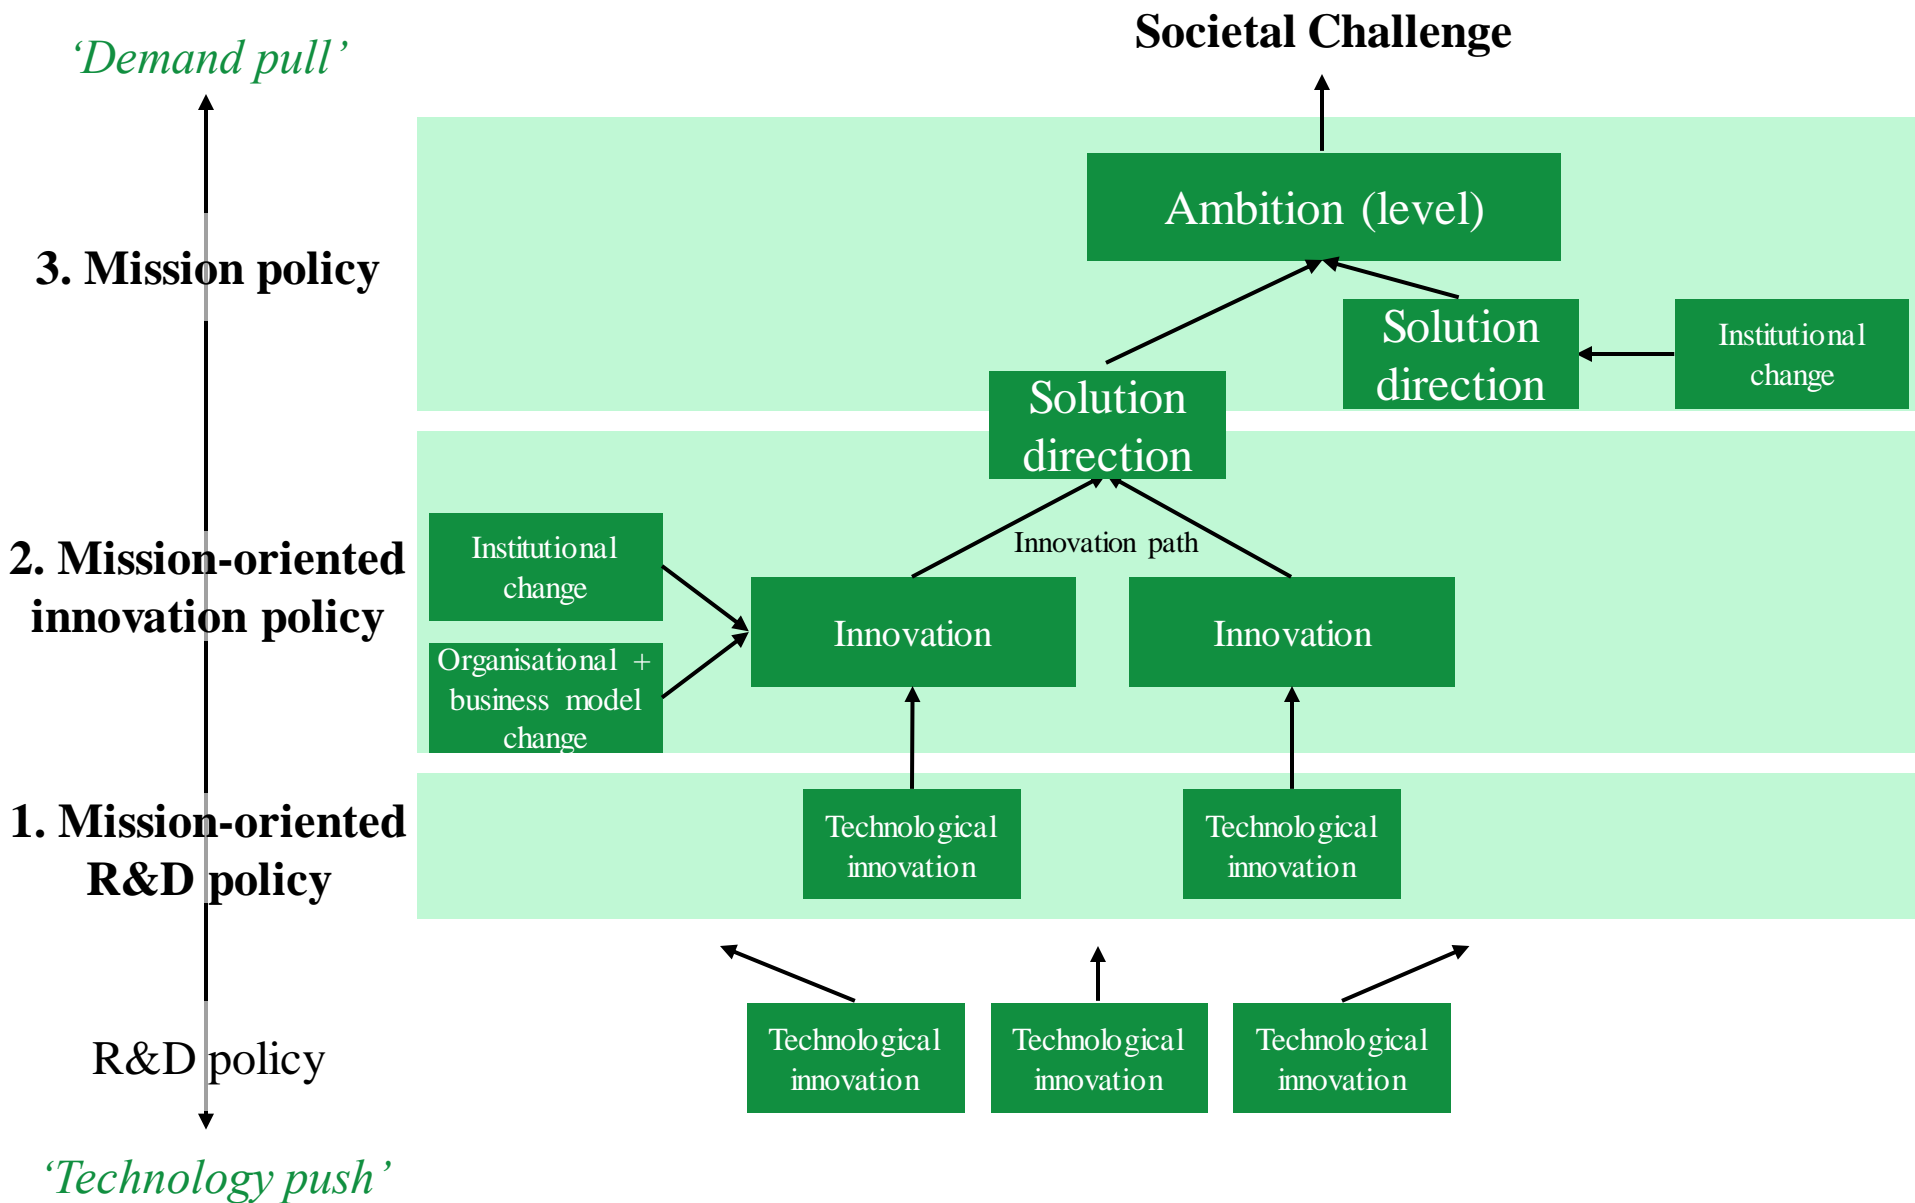 ‘Demand pull’
Societal Challenge
3. Mission policy
Ambition (level)
Solution
direction
Institutional
change
Solution
direction
2. Mission-oriented
innovation policy
Institutional
change
Organisational +
business model
change
Innovation path
Innovation
Innovation
1. Mission-oriented
R&D policy
Technological
innovation
Technological
innovation
R&D policy
Technological
innovation
Technological
innovation
Technological
innovation
‘Technology push’